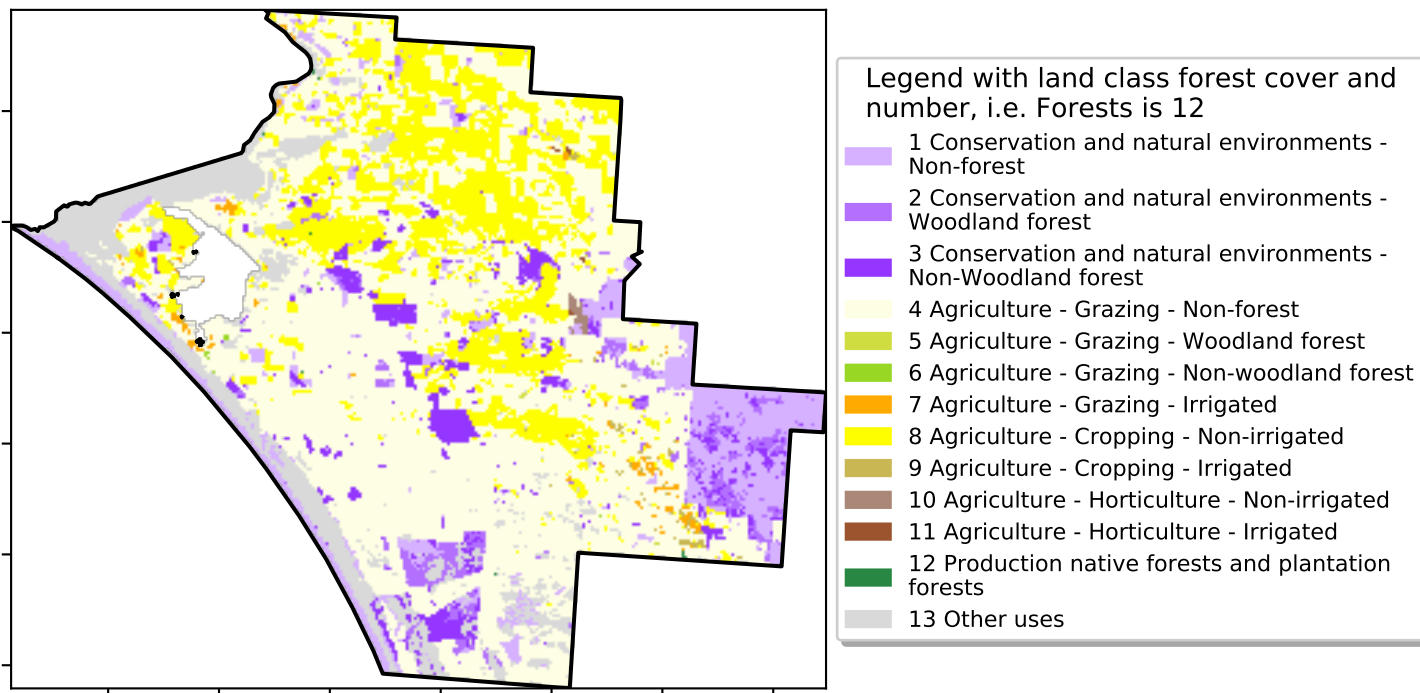 Legend with land class forest cover and
number, i.e. Forests is 12
1 Conservation and natural environments -
Non-forest
2 Conservation and natural environments -
Woodland forest
3 Conservation and natural environments -
Non-Woodland forest
4 Agriculture - Grazing - Non-forest
5 Agriculture - Grazing - Woodland forest
6 Agriculture - Grazing - Non-woodland forest
7 Agriculture - Grazing - Irrigated
8 Agriculture - Cropping - Non-irrigated
9 Agriculture - Cropping - Irrigated
10 Agriculture - Horticulture - Non-irrigated
11 Agriculture - Horticulture - Irrigated
12 Production native forests and plantation
forests
13 Other uses